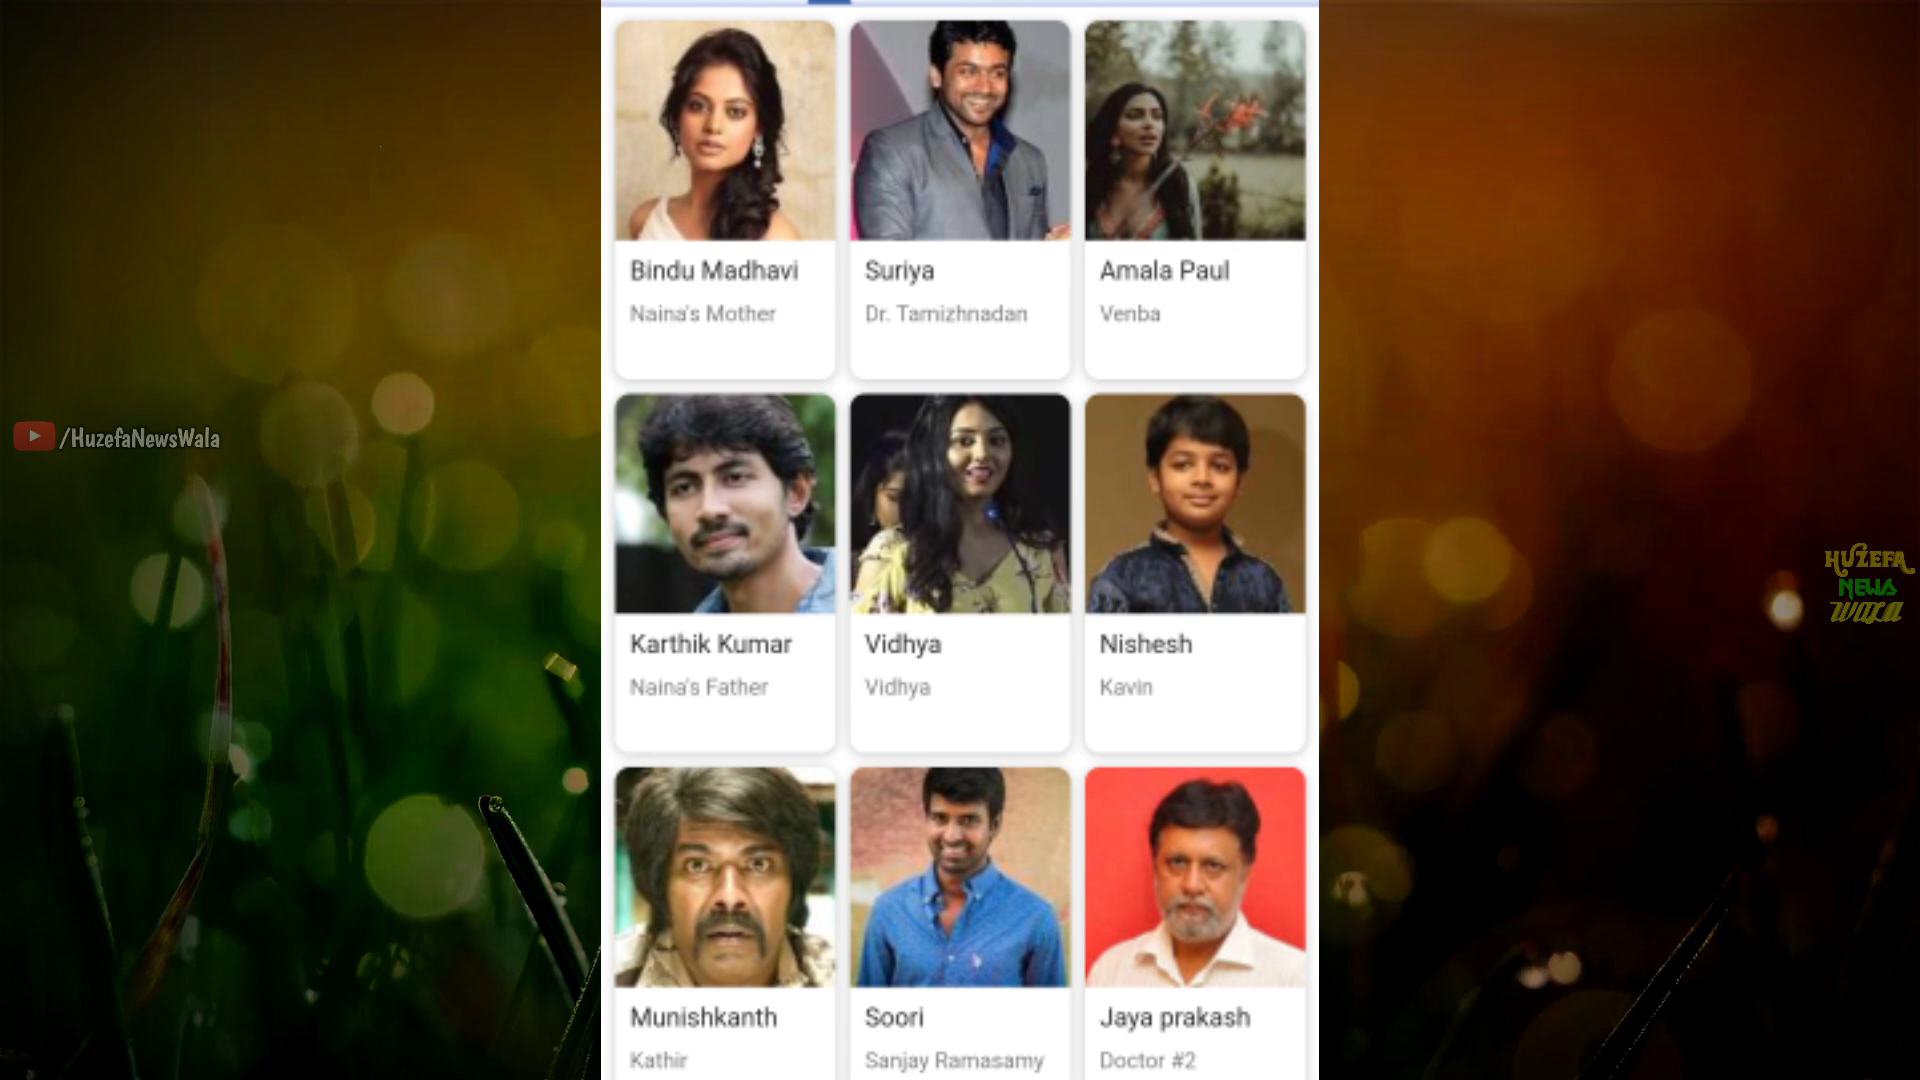 Bindu Madhavi
Naina's Mother
Suriya
Dr. Tamizhnadan
Amala Paul
Venba
/HuzefaNewsWala
HUZEFA
NEWS
WALA
Karthik Kumar
Naina's Father
Vidhya
Vidhya
Nishesh
Kavin
Munishkanth
Kathir
Soori
Sanjay Ramasamy
Jaya prakash
Doctor #2